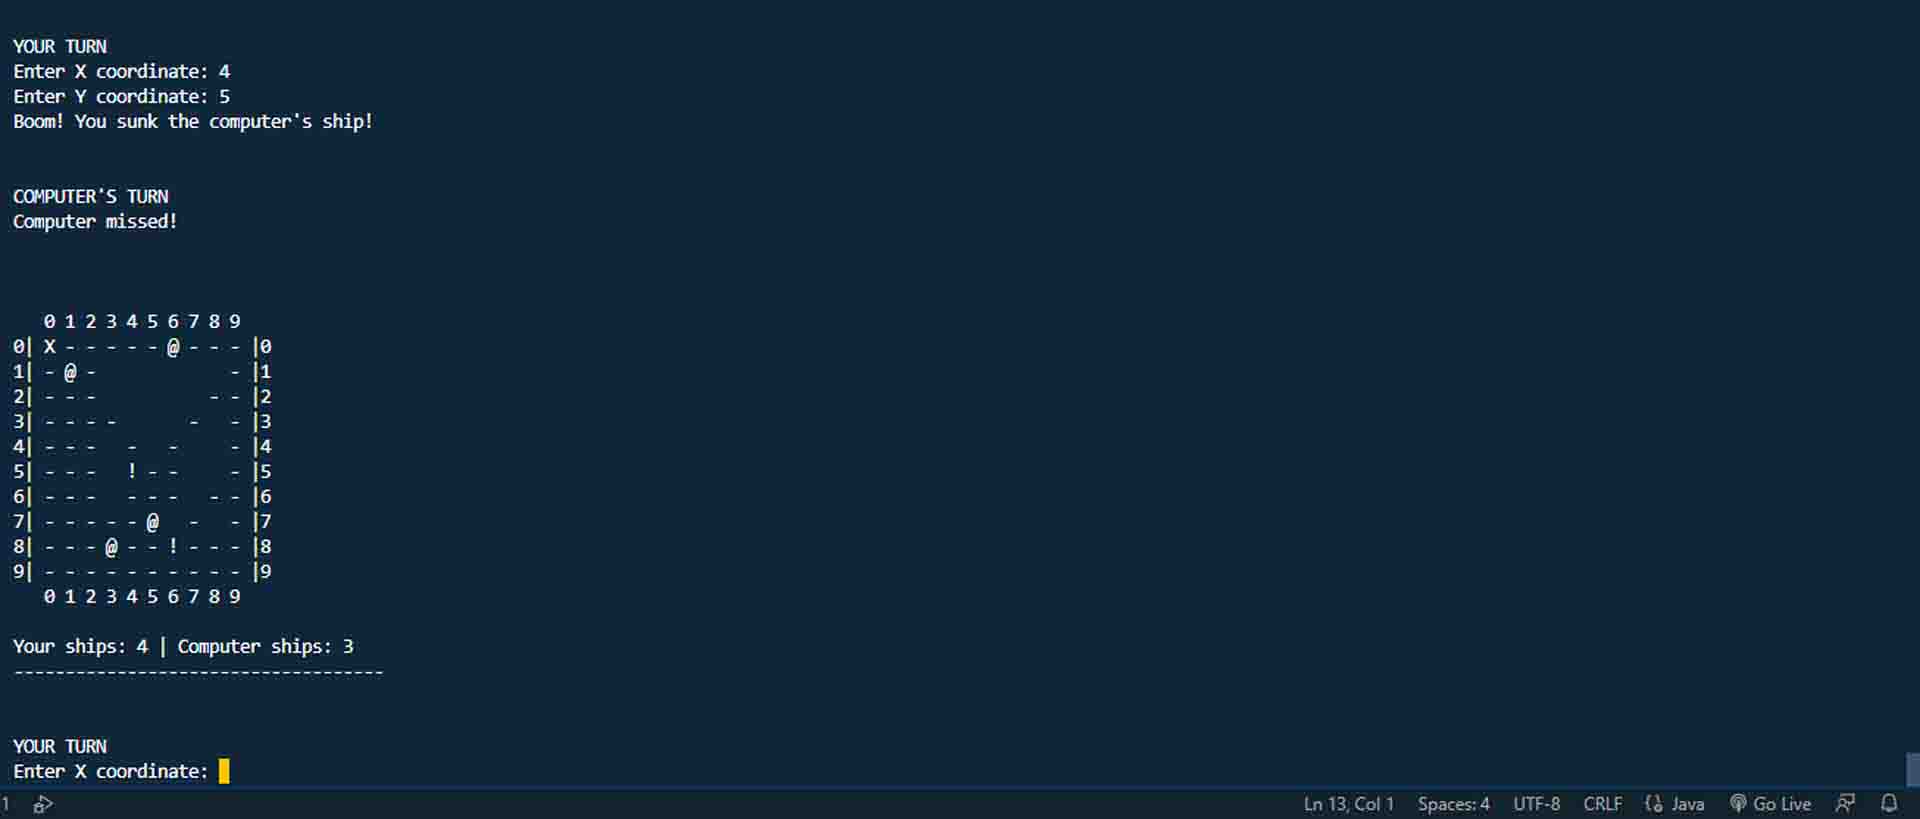 YOUR TURN
Enter X coordinate: 4
Enter Y coordinate: 5
Boom! You sunk the computer's ship!
COMPUTER'S TURN
Computer missed!
   0 1 2 3 4 5 6 7 8 9
0| X - - - - - @ - - - |0
1| - @ -             - |1
2| - - -           - - |2
3| - - - -       -   - |3
4| - - -   -   -     - |4
5| - - -   ! - -     - |5
6| - - -   - - -   - - |6
7| - - - - - @   -   - |7
8| - - - @ - - ! - - - |8
9| - - - - - - - - - - |9
   0 1 2 3 4 5 6 7 8 9
Your ships: 4 | Computer ships: 3
------------------------------------
YOUR TURN
Enter X coordinate:
1 Ln 13, Col 1 Spaces: 4 UTF-8 CRLF Java Go Live